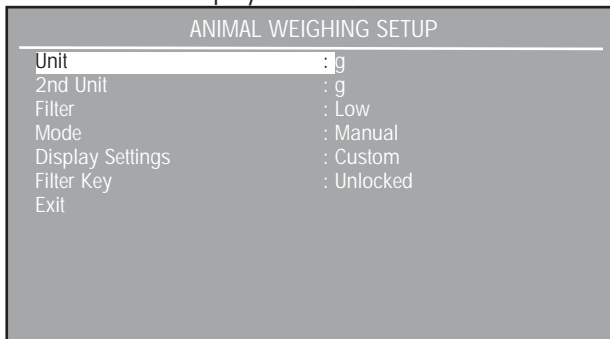 ANIMAL WEIGHING SETUP
Unit : g
2nd Unit : g
Filter : Low
Mode : Manual
Display Settings : Custom
Filter Key : Unlocked
Exit